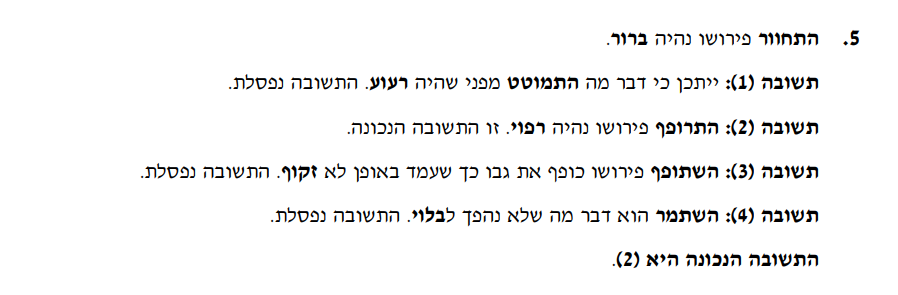 5. התחוור פירושו נהיה ברור.
תשובה (1): ייתכן כי דבר מה התמוטט מפני שהיה רעוע. התשובה נפסלת.
תשובה (2): התרופף פירושו נהיה רפוי. זו התשובה הנכונה.
תשובה (3): השתופף פירושו כופף את גבו כך שעמד באופן לא זקוף. התשובה נפסלת.
תשובה (4): השתמר הוא דבר מה שלא נהפך לבלוי. התשובה נפסלת.
התשובה הנכונה היא (2).